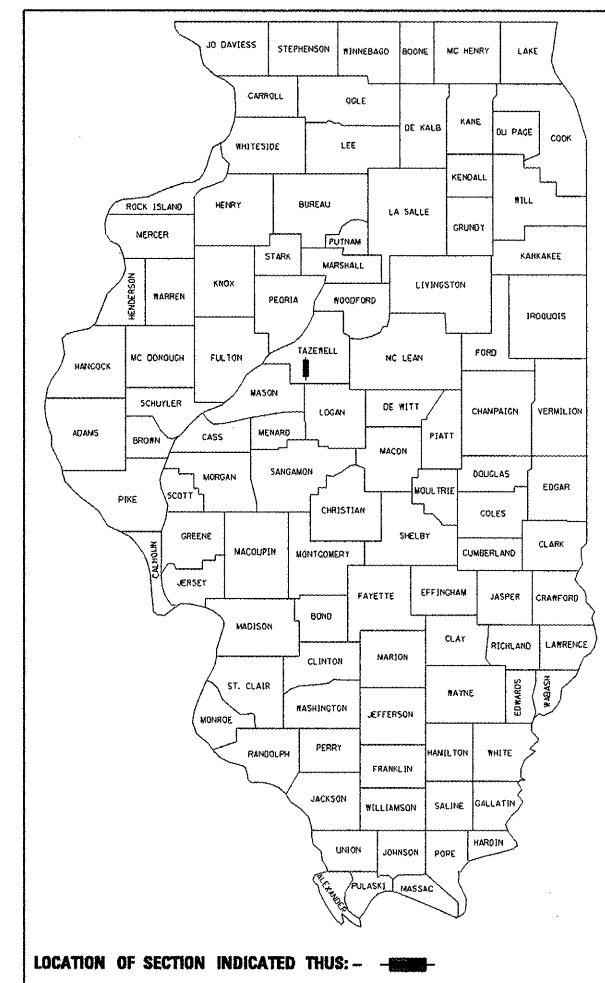 JO DAVIESS
STEPHENSON
WINNEBAGO
BOONE
MC HENRY
LAKE
CARROLL
OGLE
DE KALB
KANE
DU PAGE
COOK
WHITESIDE
LEE
KENDALL
WILL
ROCK ISLAND
HENRY
BUREAU
LA SALLE
GRUNDY
MERCER
PUTNAM
STARK
MARSHALL
KANKAKEE
HENDERSON
WARREN
KNOX
PEORIA
WOODFORD
LIVINGSTON
IROQUOIS
HANCOCK
MC DONOUGH
FULTON
TAZEWELL
MC LEAN
FORD
MASON
SCHUYLER
LOGAN
DE WITT
CHAMPAIGN
VERMILION
ADAMS
BROWN
CASS
MENARD
MACON
PIATT
PIKE
SCOTT
MORGAN
SANGAMON
CHRISTIAN
MOULTRIE
DOUGLAS
EDGAR
COLES
GREENE
MACOUPIN
MONTGOMERY
SHELBY
CUMBERLAND
CLARK
CALHOUN
JERSEY
FAYETTE
EFFINGHAM
JASPER
CRAWFORD
MADISON
BOND
CLAY
RICHLAND
LAWRENCE
CLINTON
MARION
ST. CLAIR
WAYNE
EDWARDS
WABASH
WASHINGTON
JEFFERSON
MONROE
RANDOLPH
PERRY
HAMILTON
WHITE
FRANKLIN
JACKSON
WILLIAMSON
SALINE
GALLATIN
UNION
JOHNSON
POPE
HARDIN
ALEXANDER
PULASKI
MASSAC
LOCATION OF SECTION INDICATED THUS: –